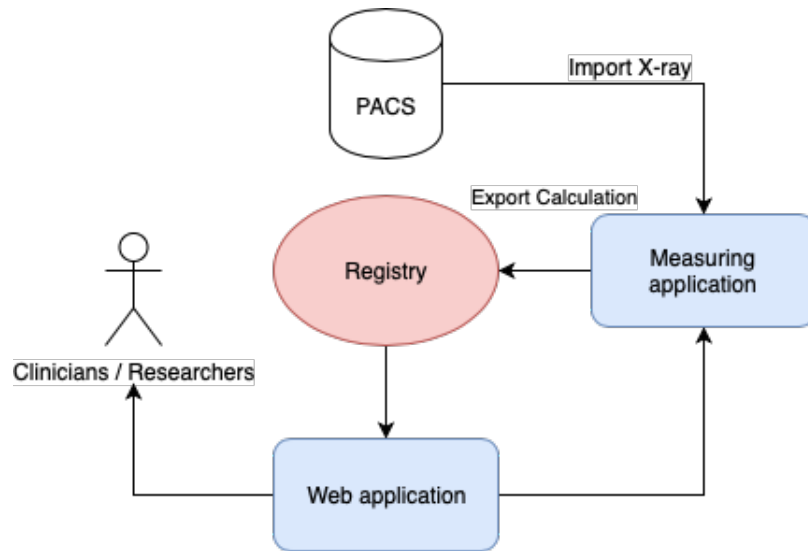 Import X-ray
PACS
Export Calculation
Registry
Measuring
application
Clinicians / Researchers
Web application